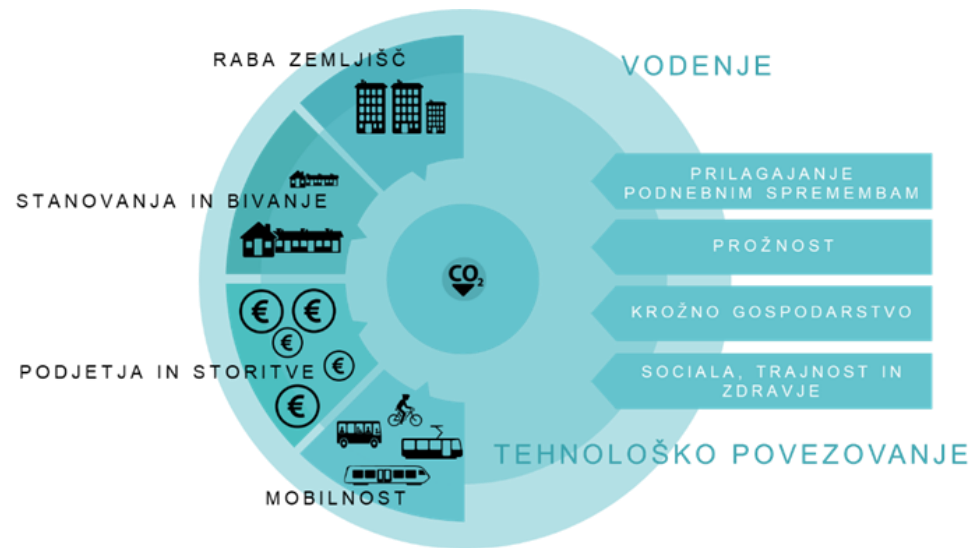 RABA ZEMLJIŠČ
VODENJE
PRILAGAJANJE
PODNEBNIM SPREMEMBAM
STANOVANJA IN BIVANJE
PROŽNOST
CO₂
€ €
€
KROŽNO GOSPODARSTVO
PODJETJA IN STORITVE
€
€
SOCIALA, TRAJNOST IN
ZDRAVJE
TEHNOLOŠKO POVEZOVANJE
MOBILNOST